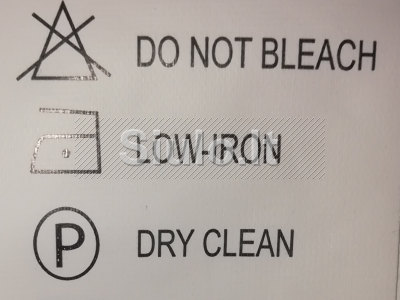 DO NOT BLEACH
LOW-IRON
P DRY CLEAN